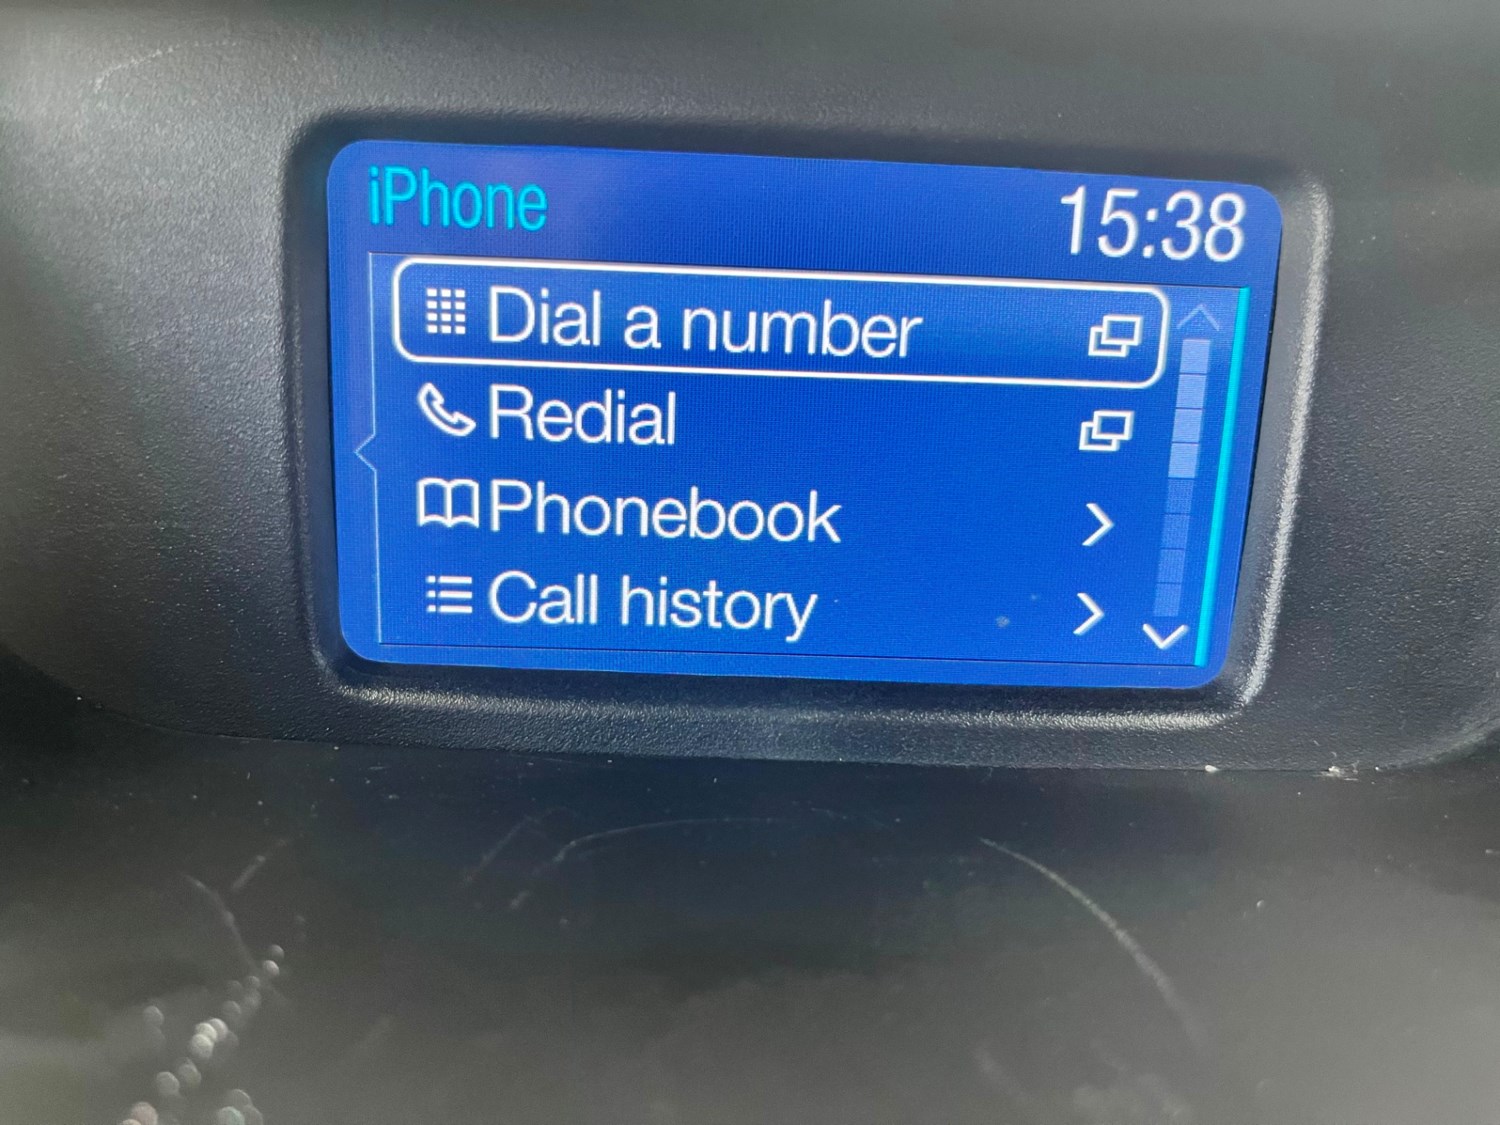 iPhone 15:38
Dial a number
Redial
Phonebook
Call history